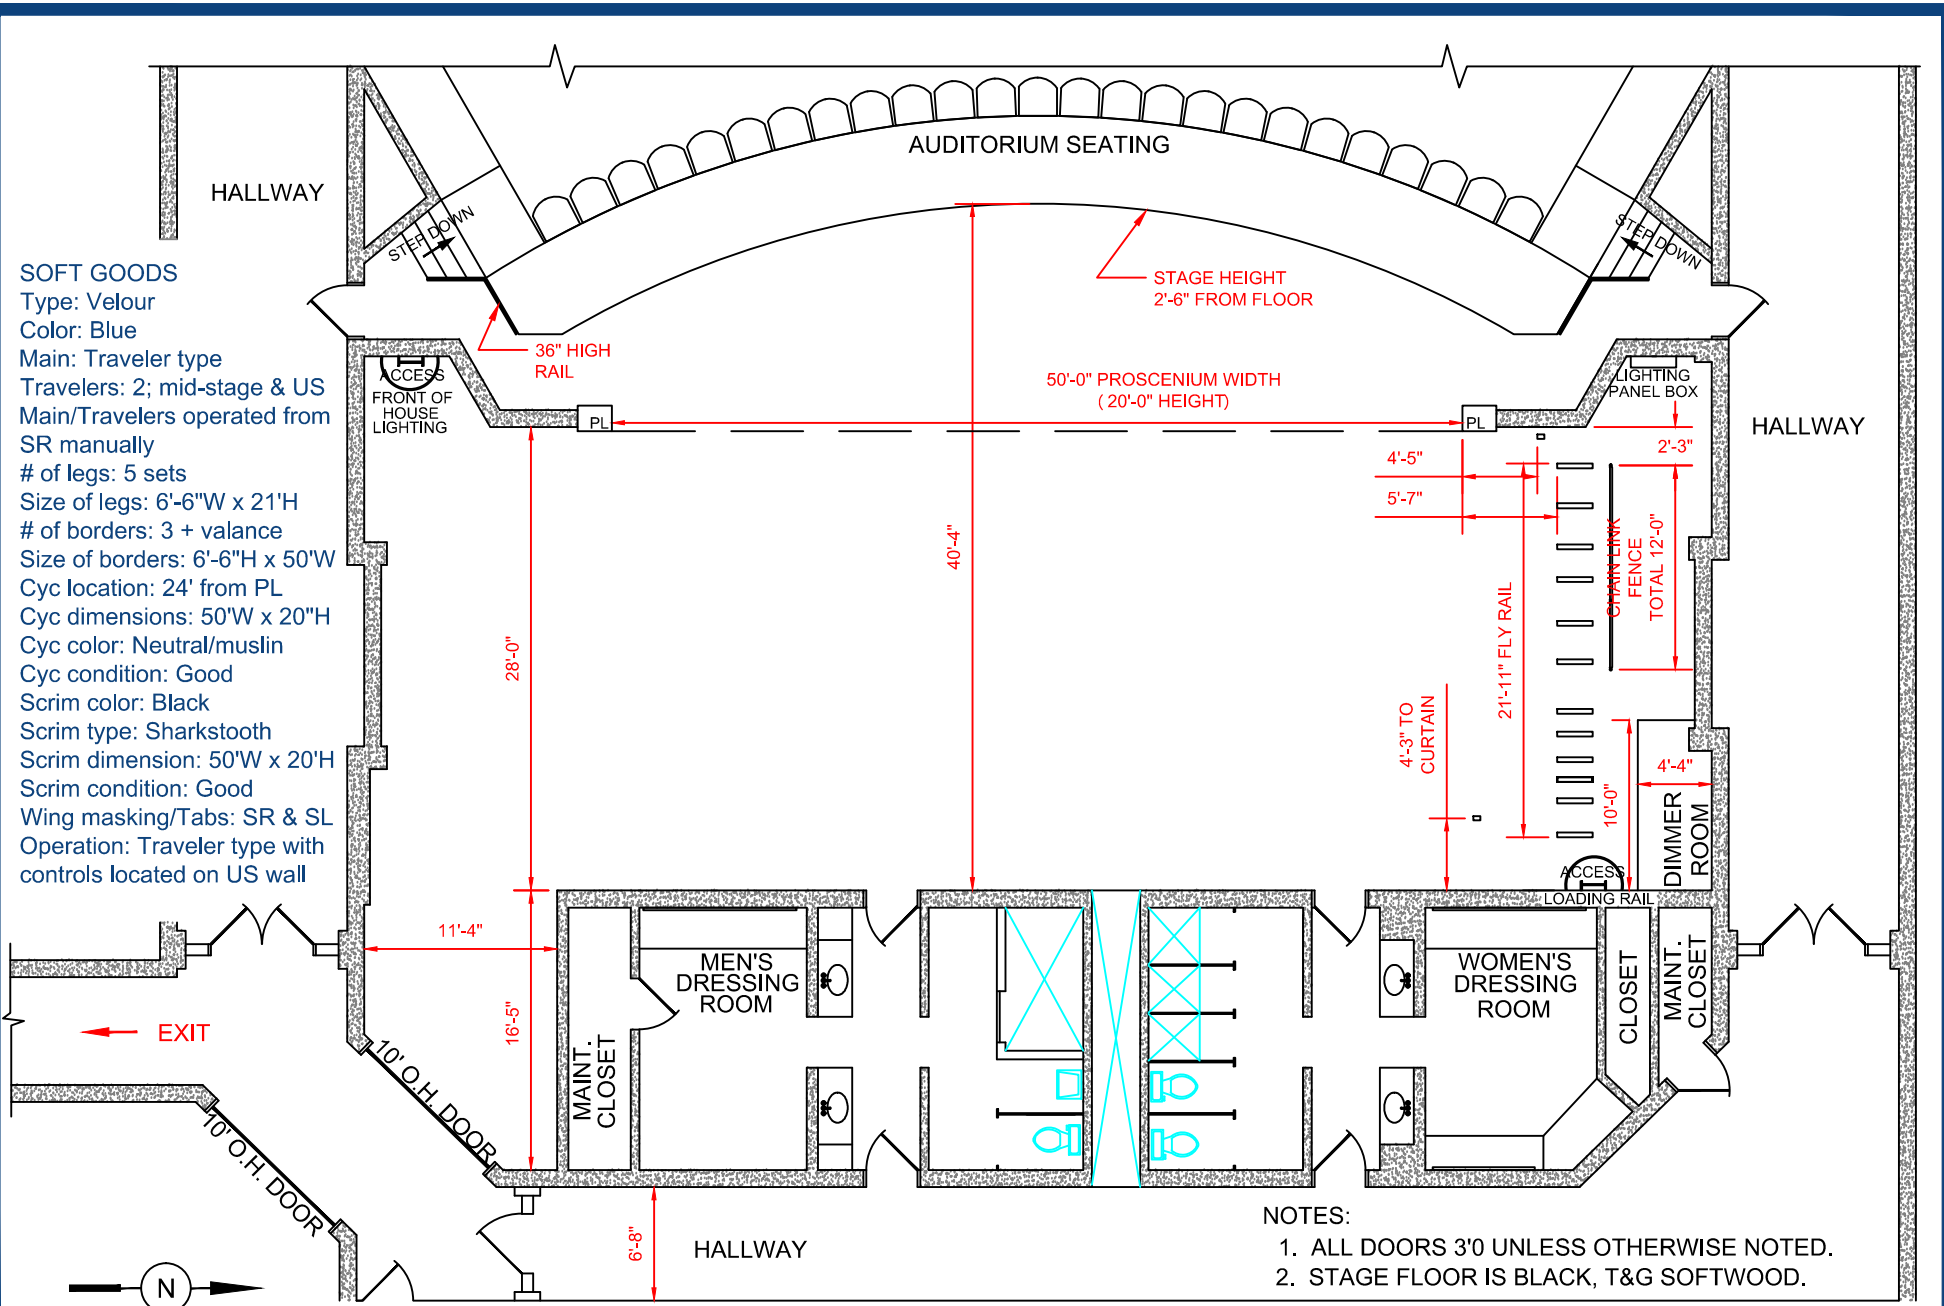 AUDITORIUM SEATING
HALLWAY
STEP DOWN
STEP DOWN
SOFT GOODS
Type: Velour
Color: Blue
Main: Traveler type
Travelers: 2; mid-stage & US
Main/Travelers operated from
SR manually
# of legs: 5 sets
Size of legs: 6'-6"W x 21'H
# of borders: 3 + valance
Size of borders: 6'-6"H x 50'W
Cyc location: 24' from PL
Cyc dimensions: 50'W x 20"H
Cyc color: Neutral/muslin
Cyc condition: Good
Scrim color: Black
Scrim type: Sharkstooth
Scrim dimension: 50'W x 20'H
Scrim condition: Good
Wing masking/Tabs: SR & SL
Operation: Traveler type with
controls located on US wall
STAGE HEIGHT
2'-6" FROM FLOOR
36" HIGH
RAIL
ACCESS
FRONT OF
HOUSE
LIGHTING
50'-0" PROSCENIUM WIDTH
( 20'-0" HEIGHT)
PL
PL
LIGHTING
PANEL BOX
HALLWAY
2'-3"
4'-5"
5'-7"
40'-4"
28'-0"
CHAIN LINK
FENCE
TOTAL 12'-0"
21'-11" FLY RAIL
4'-3" TO
CURTAIN
4'-4"
10'-0"
DIMMER
ROOM
ACCESS
LOADING RAIL
11'-4"
16'-5"
MEN'S
DRESSING
ROOM
WOMEN'S
DRESSING
ROOM
CLOSET
MAINT.
CLOSET
MAINT.
CLOSET
EXIT
10' O.H. DOOR
10' O.H. DOOR
6'-8"
HALLWAY
N
NOTES:
1. ALL DOORS 3'0 UNLESS OTHERWISE NOTED.
2. STAGE FLOOR IS BLACK, T&G SOFTWOOD.